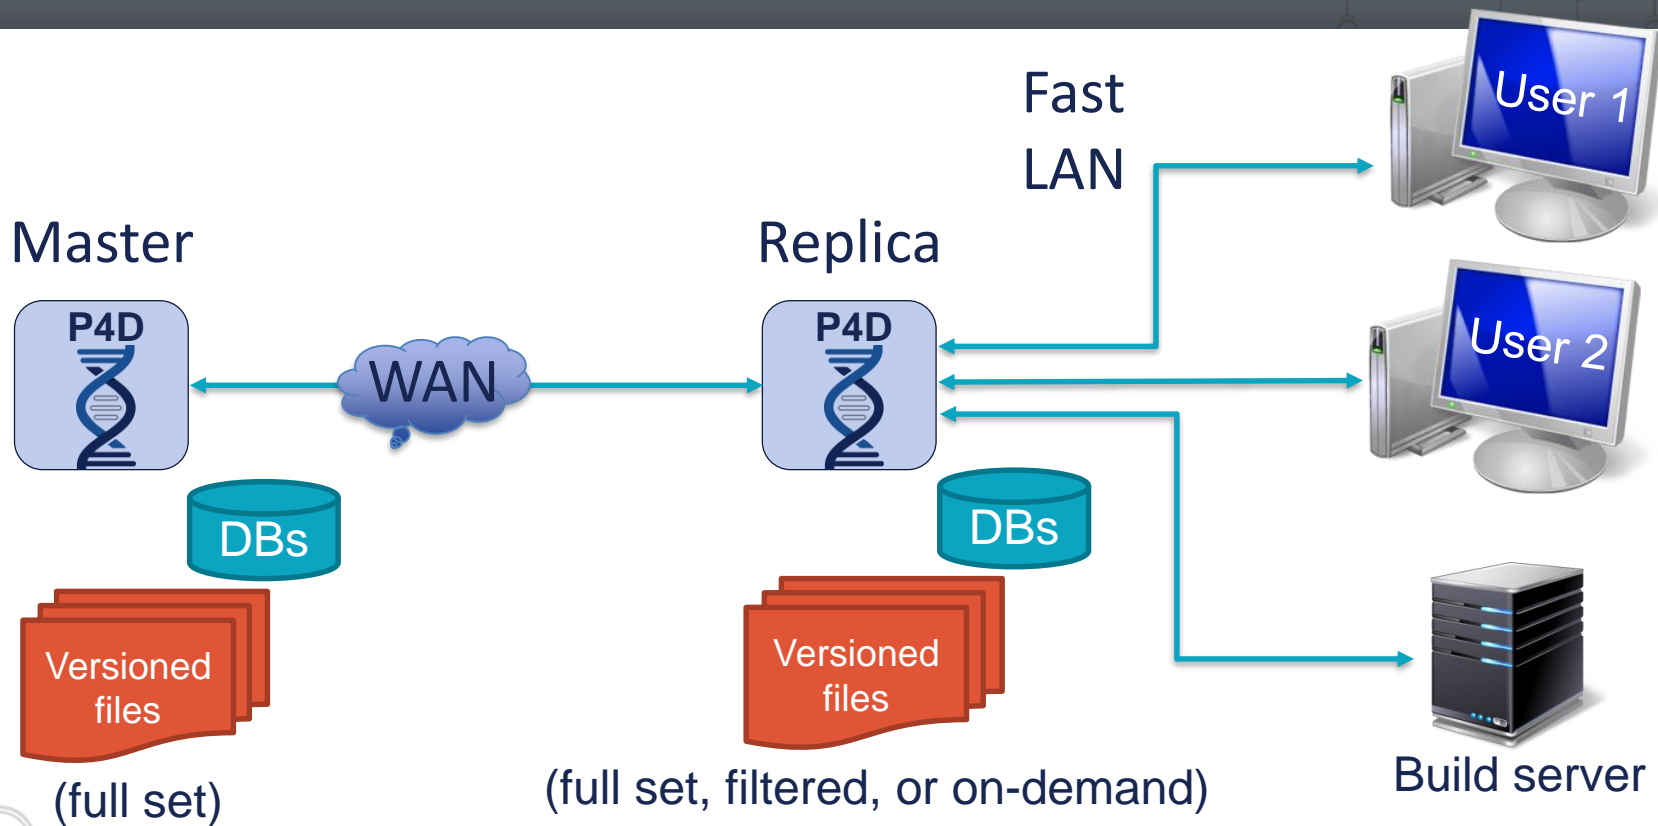 Fast
LAN
User 1
Master
Replica
P4D
P4D
WAN
User 2
DBs
DBs
Versioned
files
Versioned
files
(full set)
(full set, filtered, or on-demand)
Build server